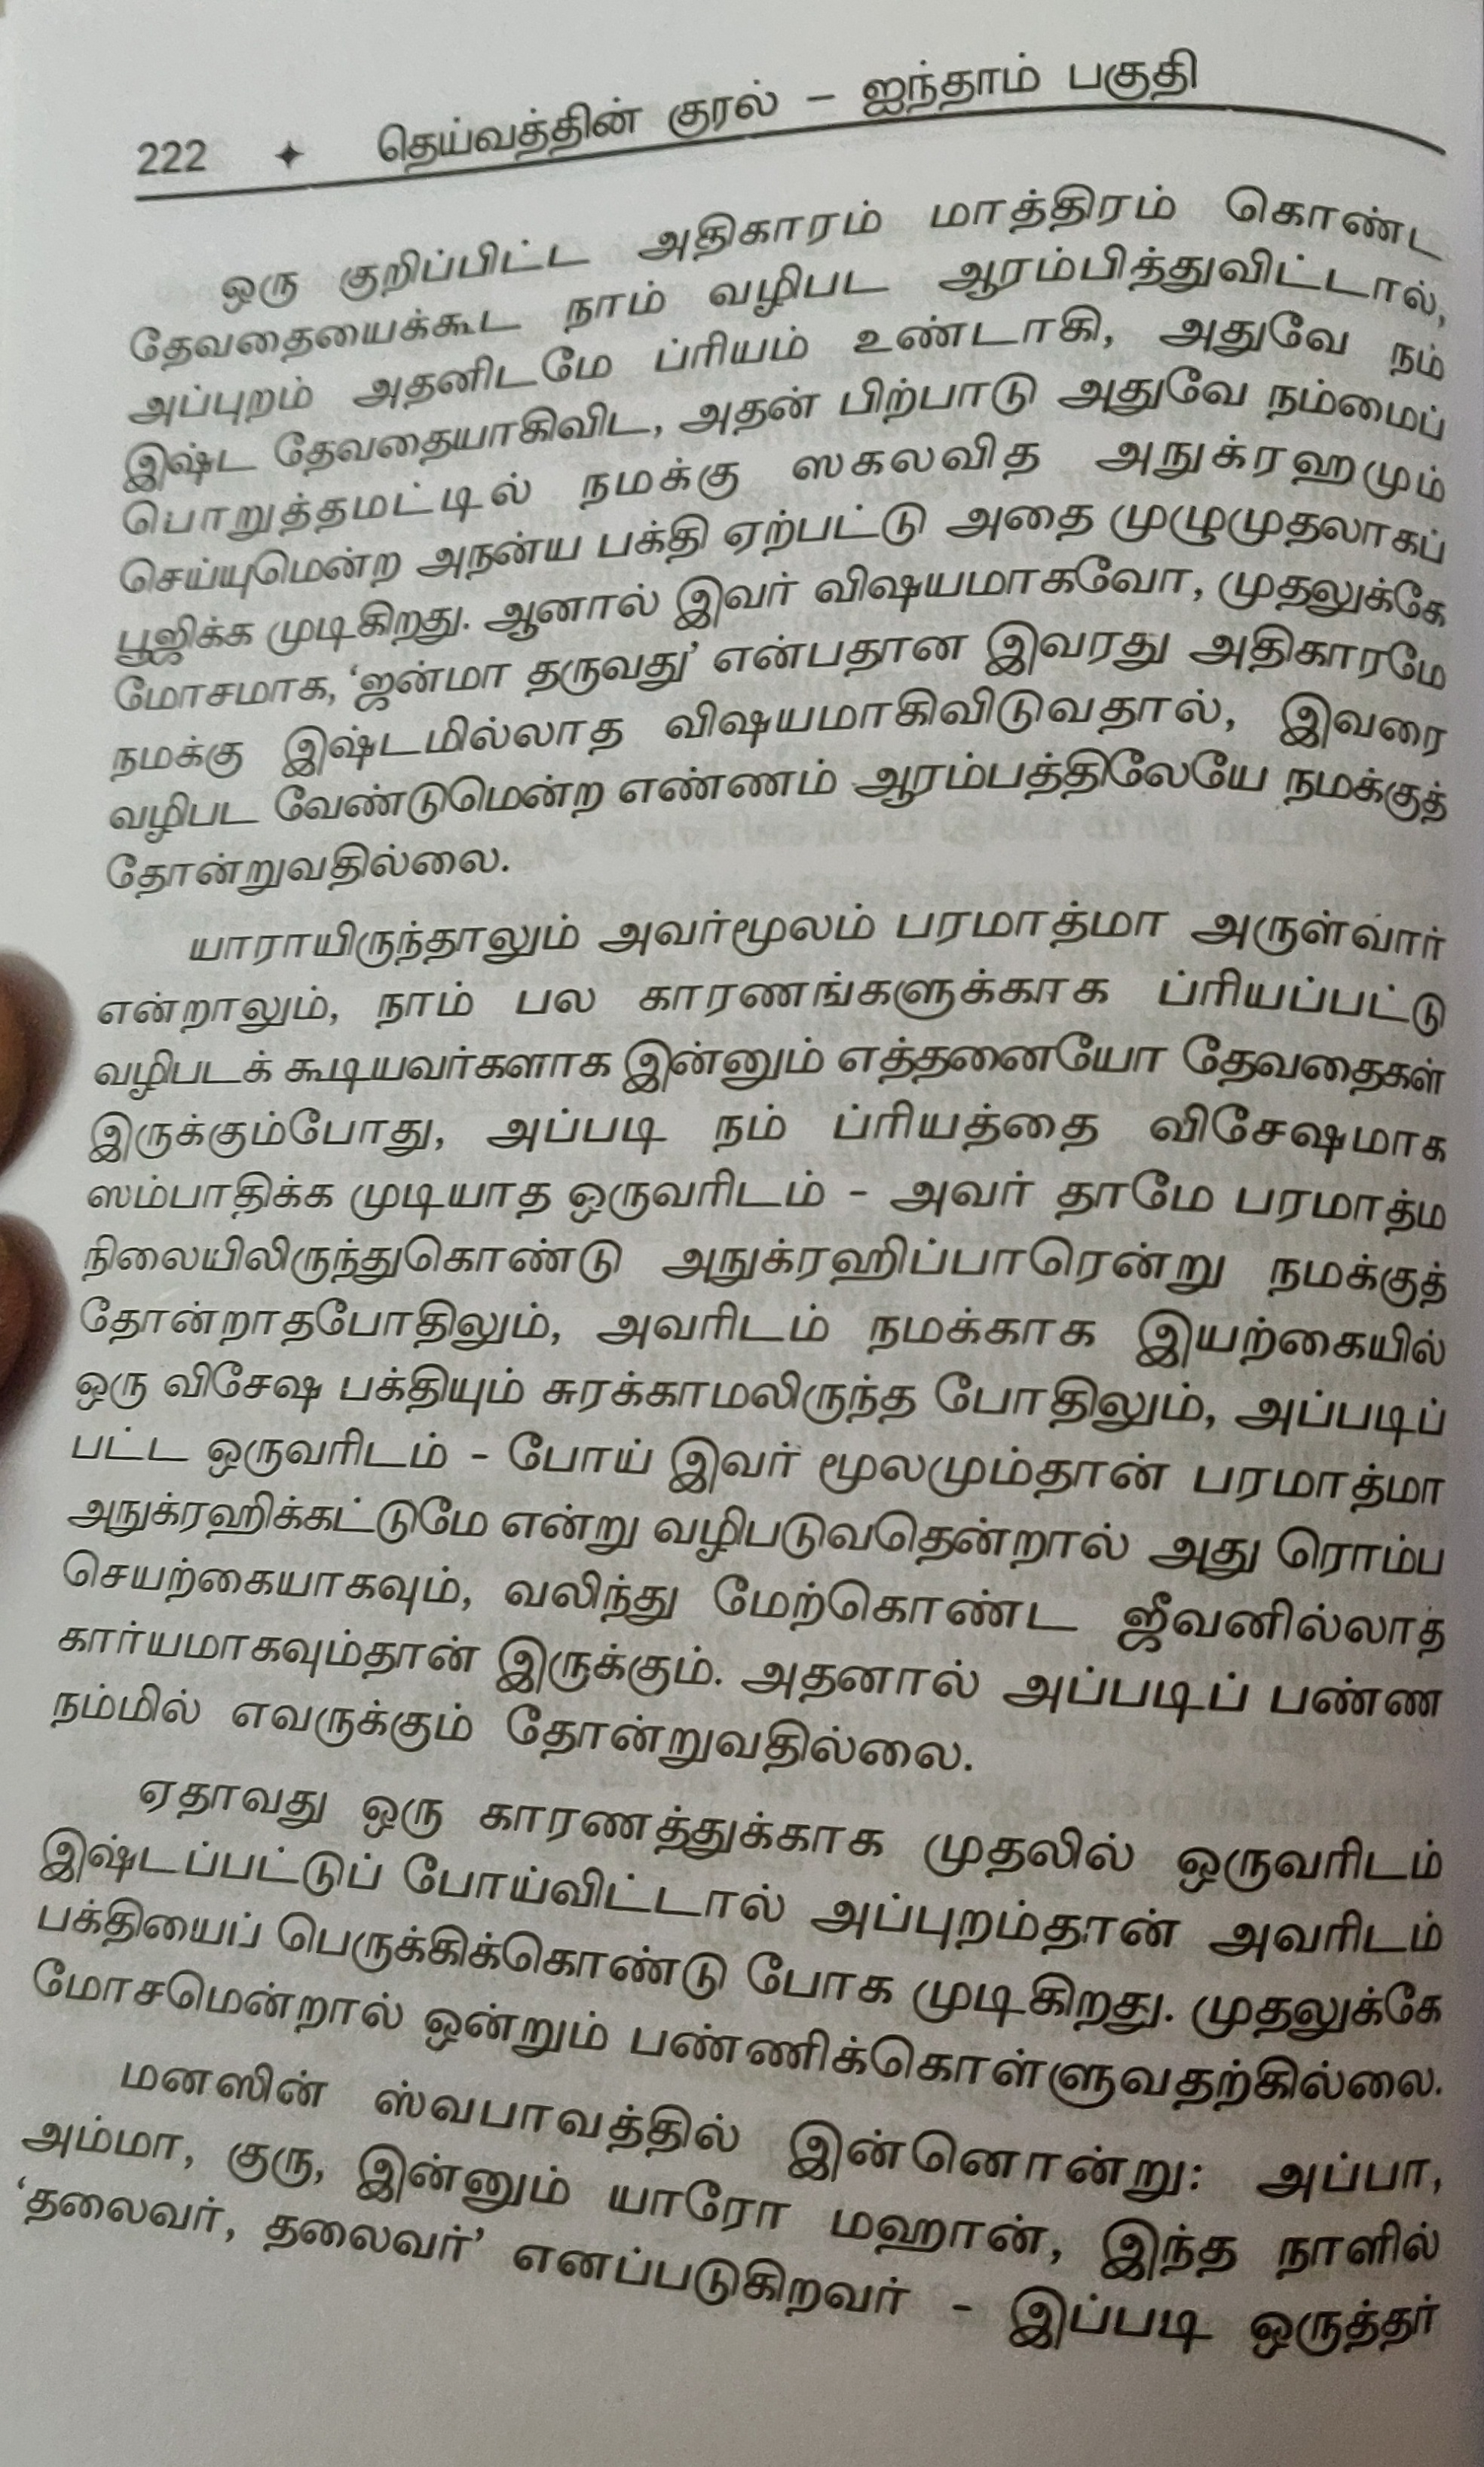 222 ✦ தெய்வத்தின் குரல் – ஐந்தாம் பகுதி
ஒரு குறிப்பிட்ட அதிகாரம் மாத்திரம் கொண்ட
தேவதையைக்கூட நாம் வழிபட ஆரம்பித்துவிட்டால்,
அப்புறம் அதனிடமே ப்ரியம் உண்டாகி, அதுவே நம்
இஷ்ட தேவதையாகிவிட, அதன் பிற்பாடு அதுவே நம்மைப்
பொறுத்தமட்டில் நமக்கு ஸகலவித அநுக்ரஹமும்
செய்யுமென்ற அநன்ய பக்தி ஏற்பட்டு அதை முழுமுதலாகப்
பூஜிக்க முடிகிறது. ஆனால் இவர் விஷயமாகவோ, முதலுக்கே
மோசமாக, ‘ஜன்மா தருவது’ என்பதான இவரது அதிகாரமே
நமக்கு இஷ்டமில்லாத விஷயமாகிவிடுவதால், இவரை
வழிபட வேண்டுமென்ற எண்ணம் ஆரம்பத்திலேயே நமக்குத்
தோன்றுவதில்லை.
யாராயிருந்தாலும் அவர்மூலம் பரமாத்மா அருள்வார்
என்றாலும், நாம் பல காரணங்களுக்காக ப்ரியப்பட்டு
வழிபடக் கூடியவர்களாக இன்னும் எத்தனையோ தேவதைகள்
இருக்கும்போது, அப்படி நம் ப்ரியத்தை விசேஷமாக
ஸம்பாதிக்க முடியாத ஒருவரிடம் – அவர் தாமே பரமாத்ம
நிலையிலிருந்துகொண்டு அநுக்ரஹிப்பாரென்று நமக்குத்
தோன்றாதபோதிலும், அவரிடம் நமக்காக இயற்கையில்
ஒரு விசேஷ பக்தியும் சுரக்காமலிருந்த போதிலும், அப்படிப்
பட்ட ஒருவரிடம் – போய் இவர் மூலமும்தான் பரமாத்மா
அநுக்ரஹிக்கட்டுமே என்று வழிபடுவதென்றால் அது ரொம்ப
செயற்கையாகவும், வலிந்து மேற்கொண்ட ஜீவனில்லாத
கார்யமாகவும்தான் இருக்கும். அதனால் அப்படிப் பண்ண
நம்மில் எவருக்கும் தோன்றுவதில்லை.
ஏதாவது ஒரு காரணத்துக்காக முதலில் ஒருவரிடம்
இஷ்டப்பட்டுப் போய்விட்டால் அப்புறம்தான் அவரிடம்
பக்தியைப் பெருக்கிக்கொண்டு போக முடிகிறது. முதலுக்கே
மோசமென்றால் ஒன்றும் பண்ணிக்கொள்ளுவதற்கில்லை.
மனஸின் ஸ்வபாவத்தில் இன்னொன்று: அப்பா,
அம்மா, குரு, இன்னும் யாரோ மஹான், இந்த நாளில்
‘தலைவர், தலைவர்’ எனப்படுகிறவர் – இப்படி ஒருத்தர்